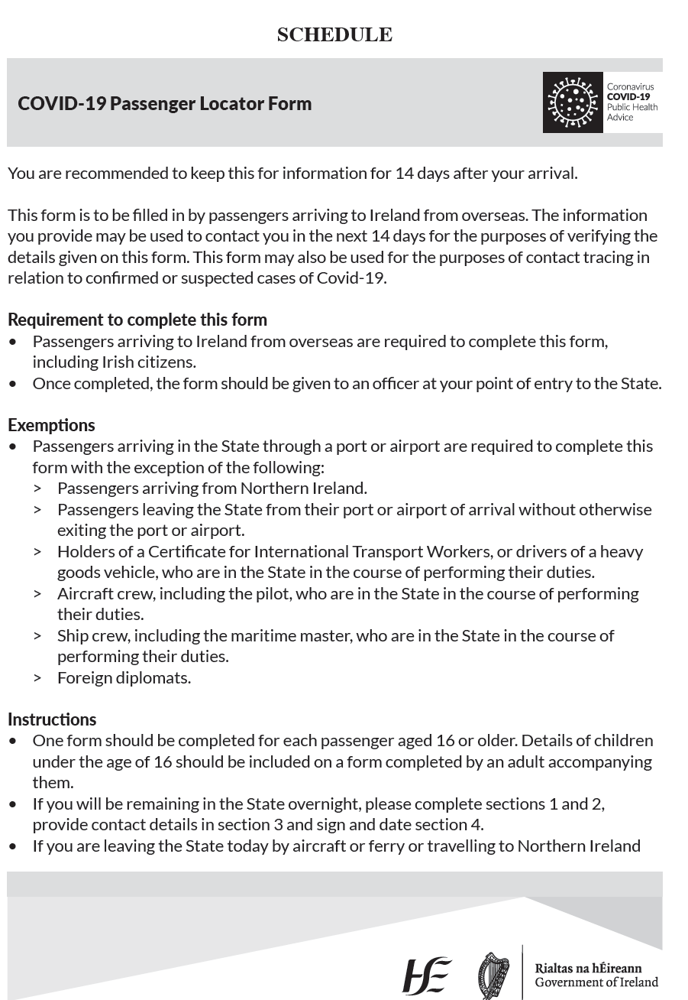 SCHEDULE
COVID-19 Passenger Locator Form
Coronavirus
COVID-19
Public Health
Advice
You are recommended to keep this for information for 14 days after your arrival.
This form is to be filled in by passengers arriving to Ireland from overseas. The information
you provide may be used to contact you in the next 14 days for the purposes of verifying the
details given on this form. This form may also be used for the purposes of contact tracing in
relation to confirmed or suspected cases of Covid-19.
Requirement to complete this form
• Passengers arriving to Ireland from overseas are required to complete this form,
including Irish citizens.
• Once completed, the form should be given to an officer at your point of entry to the State.
Exemptions
• Passengers arriving in the State through a port or airport are required to complete this
form with the exception of the following:
> Passengers arriving from Northern Ireland.
> Passengers leaving the State from their port or airport of arrival without otherwise
exiting the port or airport.
> Holders of a Certificate for International Transport Workers, or drivers of a heavy
goods vehicle, who are in the State in the course of performing their duties.
> Aircraft crew, including the pilot, who are in the State in the course of performing
their duties.
> Ship crew, including the maritime master, who are in the State in the course of
performing their duties.
> Foreign diplomats.
Instructions
• One form should be completed for each passenger aged 16 or older. Details of children
under the age of 16 should be included on a form completed by an adult accompanying
them.
• If you will be remaining in the State overnight, please complete sections 1 and 2,
provide contact details in section 3 and sign and date section 4.
• If you are leaving the State today by aircraft or ferry or travelling to Northern Ireland
HSE
Rialtas na hÉireann
Government of Ireland